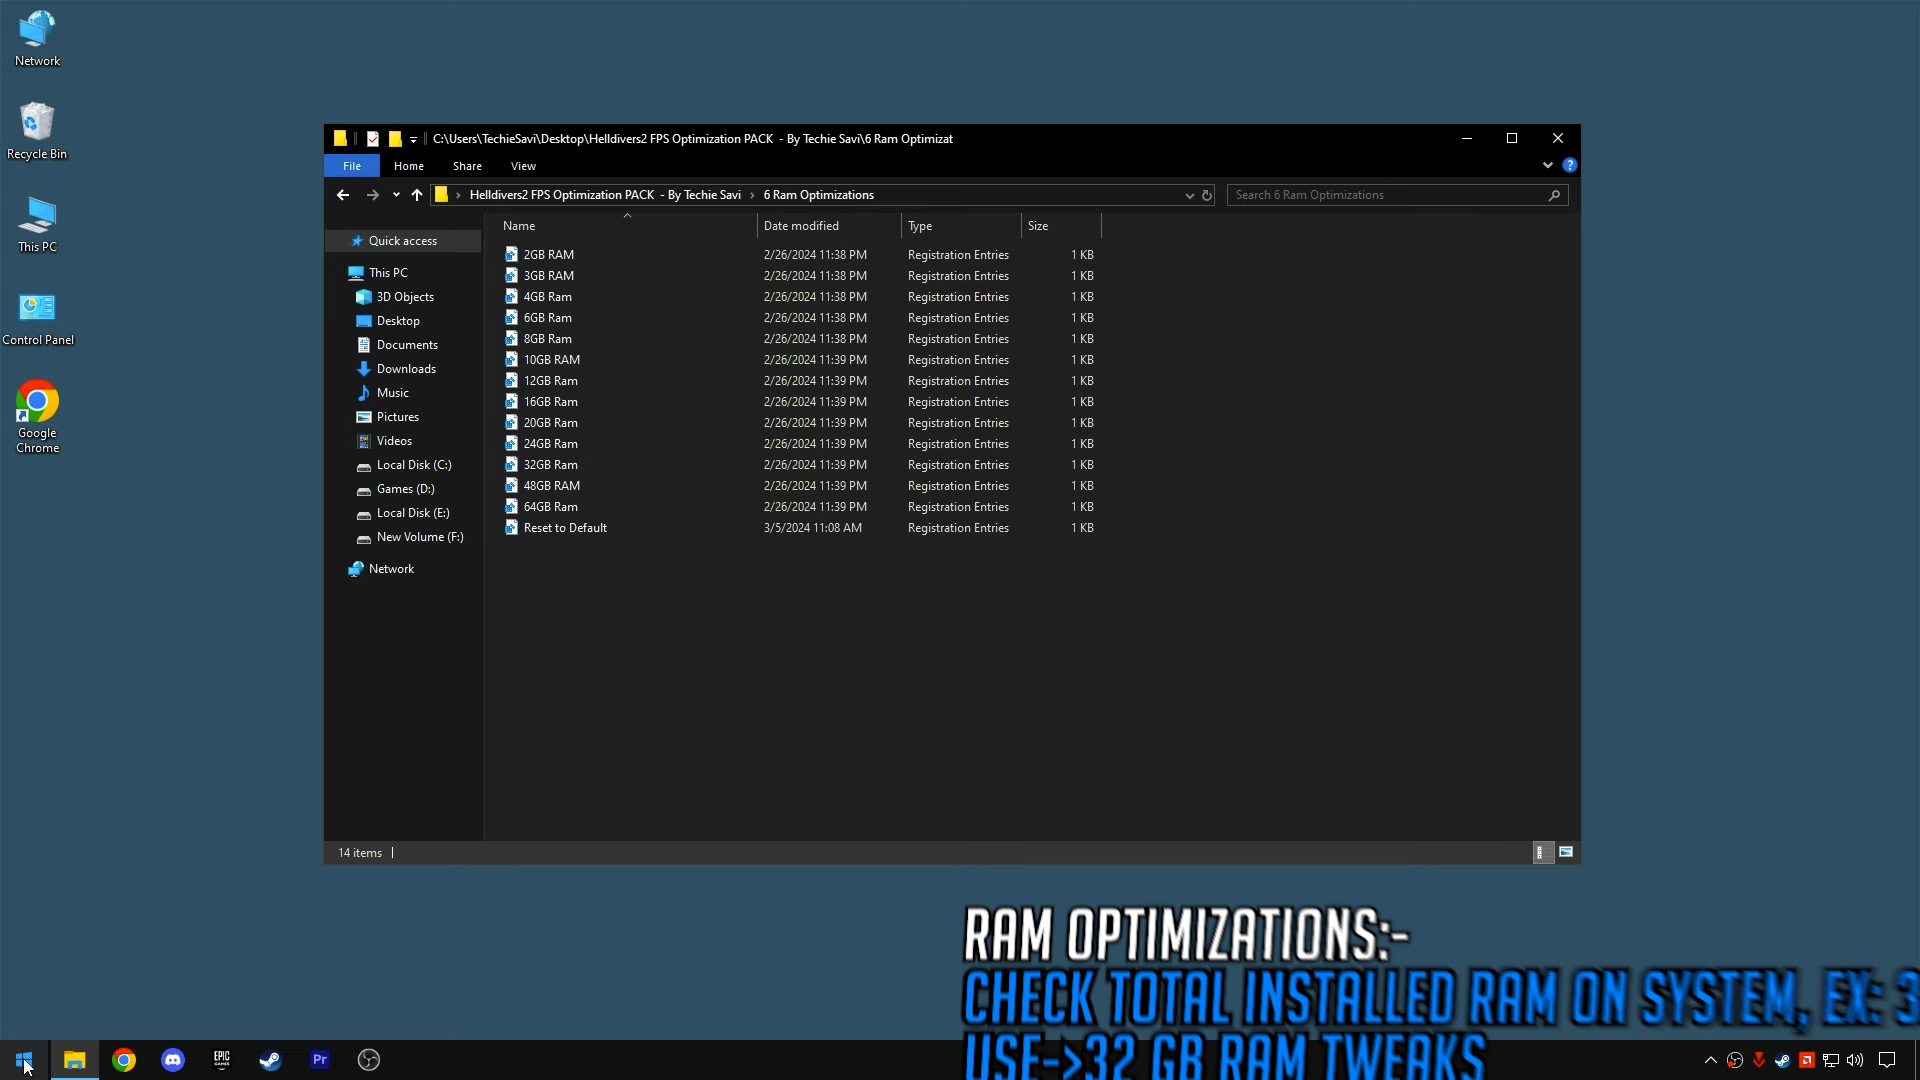 Network
Recycle Bin
This PC
Control Panel
Google
Chrome
C:\Users\TechieSavi\Desktop\Helldivers2 FPS Optimization PACK - By Techie Savi\6 Ram Optimizat
File Home Share View
Helldivers2 FPS Optimization PACK - By Techie Savi > 6 Ram Optimizations
Search 6 Ram Optimizations
Quick access
This PC
3D Objects
Desktop
Documents
Downloads
Music
Pictures
Videos
Local Disk (C:)
Games (D:)
Local Disk (E:)
New Volume (F:)
Network
Name Date modified Type Size
2GB RAM 2/26/2024 11:38 PM Registration Entries 1 KB
3GB RAM 2/26/2024 11:38 PM Registration Entries 1 KB
4GB Ram 2/26/2024 11:38 PM Registration Entries 1 KB
6GB Ram 2/26/2024 11:38 PM Registration Entries 1 KB
8GB Ram 2/26/2024 11:38 PM Registration Entries 1 KB
10GB RAM 2/26/2024 11:39 PM Registration Entries 1 KB
12GB Ram 2/26/2024 11:39 PM Registration Entries 1 KB
16GB Ram 2/26/2024 11:39 PM Registration Entries 1 KB
20GB Ram 2/26/2024 11:39 PM Registration Entries 1 KB
24GB Ram 2/26/2024 11:39 PM Registration Entries 1 KB
32GB Ram 2/26/2024 11:39 PM Registration Entries 1 KB
48GB RAM 2/26/2024 11:39 PM Registration Entries 1 KB
64GB Ram 2/26/2024 11:39 PM Registration Entries 1 KB
Reset to Default 3/5/2024 11:08 AM Registration Entries 1 KB
14 items
RAM OPTIMIZATIONS:-
CHECK TOTAL INSTALLED RAM ON SYSTEM, EX: 3
USE->32 GB RAM TWEAKS
EPIC
GAMES
Pr